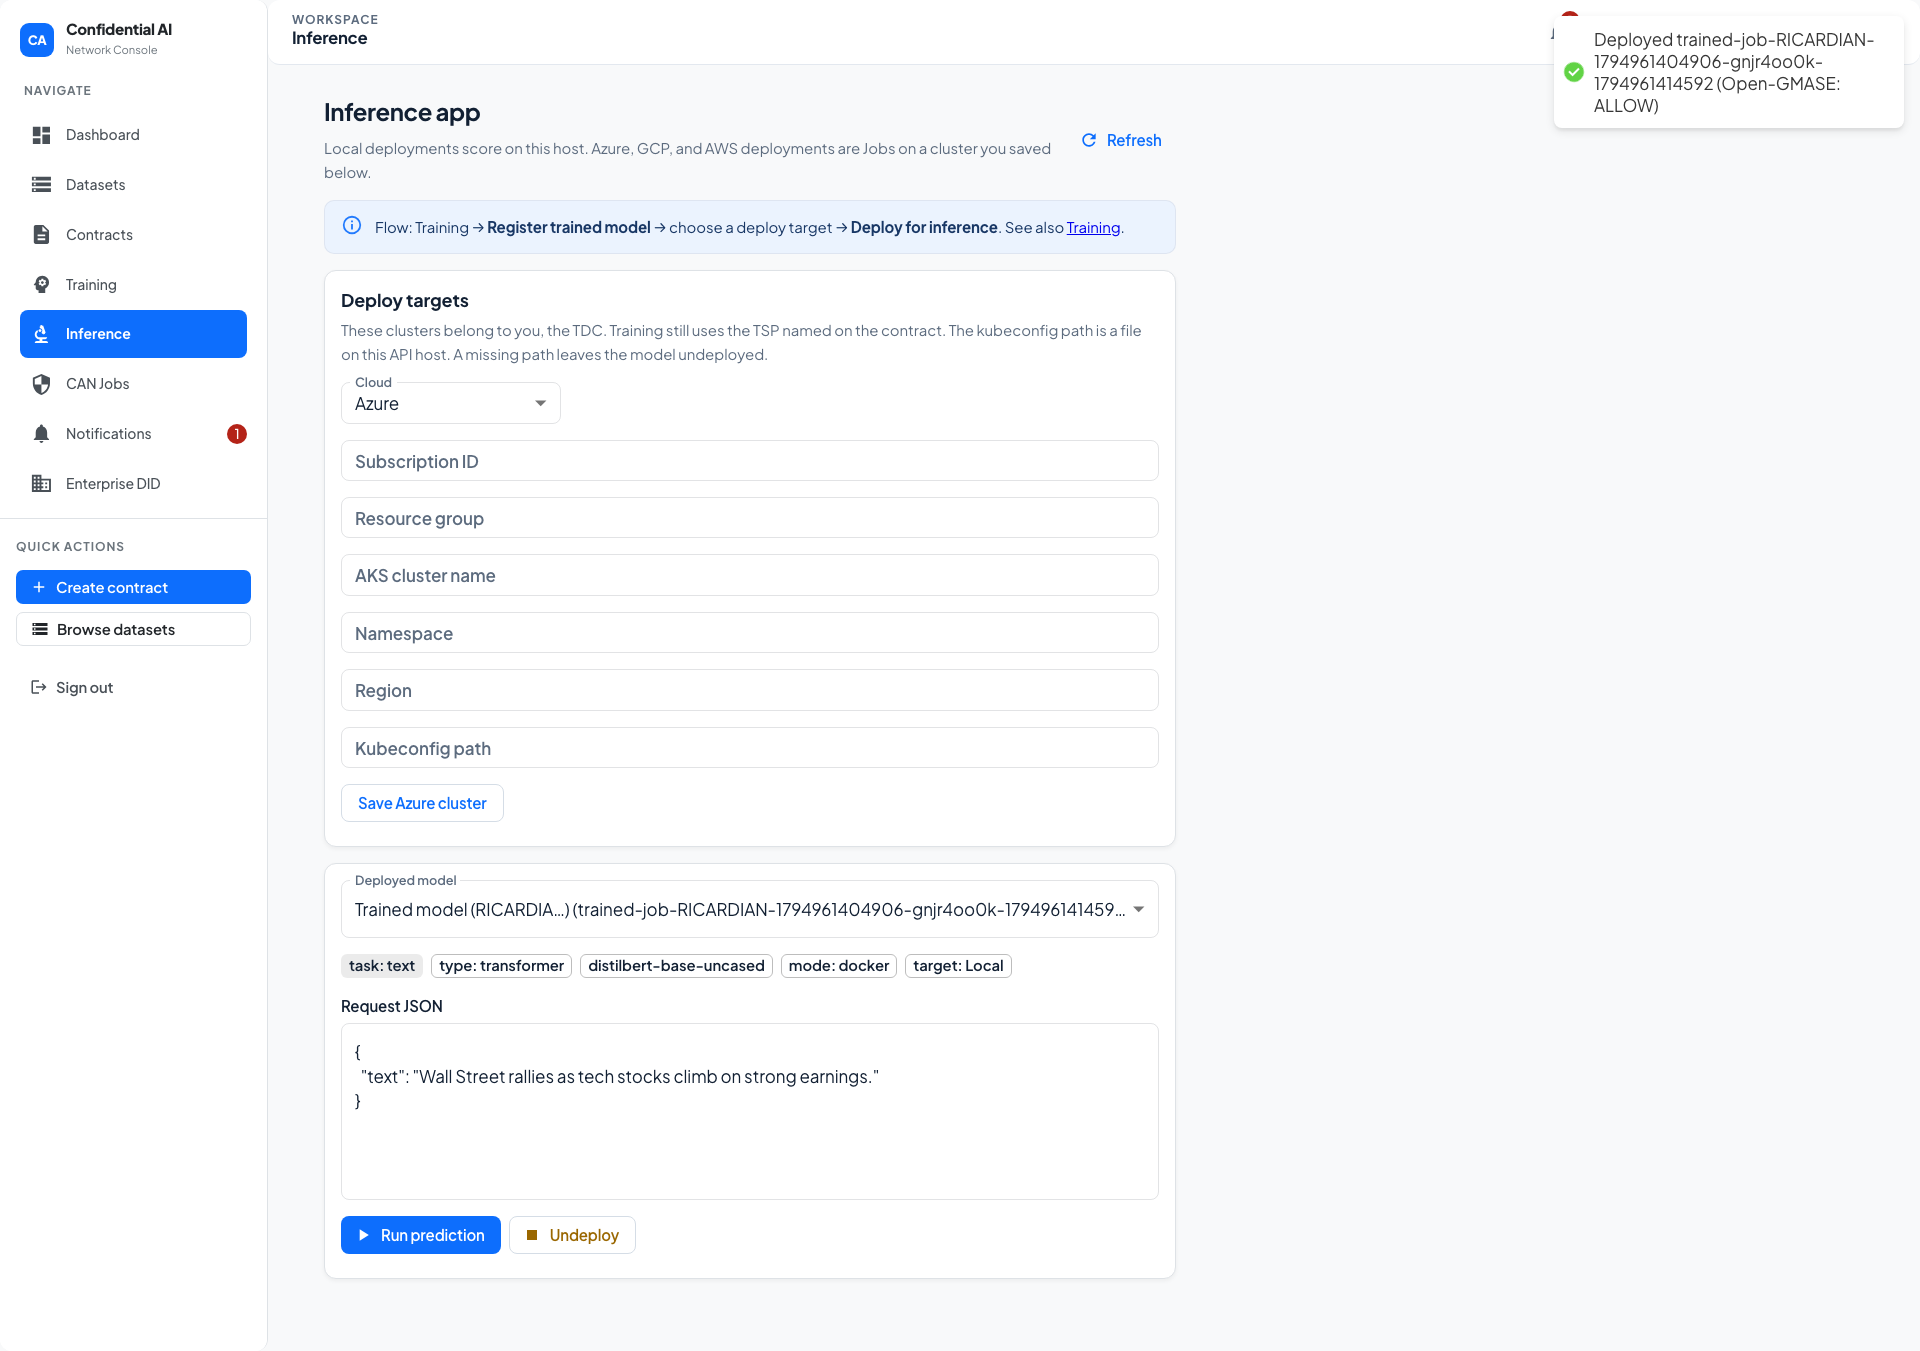 CA
Confidential AI
Network Console
NAVIGATE
Dashboard
Datasets
Contracts
Training
Inference
CAN Jobs
Notifications
1
Enterprise DID
QUICK ACTIONS
Create contract
Browse datasets
Sign out
WORKSPACE
Inference
Deployed trained-job-RICARDIAN-
1794961404906-gnjr4oo0k-
1794961414592 (Open-GMASE:
ALLOW)
Inference app
Local deployments score on this host. Azure, GCP, and AWS deployments are Jobs on a cluster you saved
below.
Refresh
Flow: Training → Register trained model → choose a deploy target → Deploy for inference. See also Training.
Deploy targets
These clusters belong to you, the TDC. Training still uses the TSP named on the contract. The kubeconfig path is a file
on this API host. A missing path leaves the model undeployed.
Cloud
Azure
Subscription ID
Resource group
AKS cluster name
Namespace
Region
Kubeconfig path
Save Azure cluster
Deployed model
Trained model (RICARDIA...) (trained-job-RICARDIAN-1794961404906-gnjr4oo0k-179496141459...
task: text
type: transformer
distilbert-base-uncased
mode: docker
target: Local
Request JSON
{
"text": "Wall Street rallies as tech stocks climb on strong earnings."
}
Run prediction
Undeploy